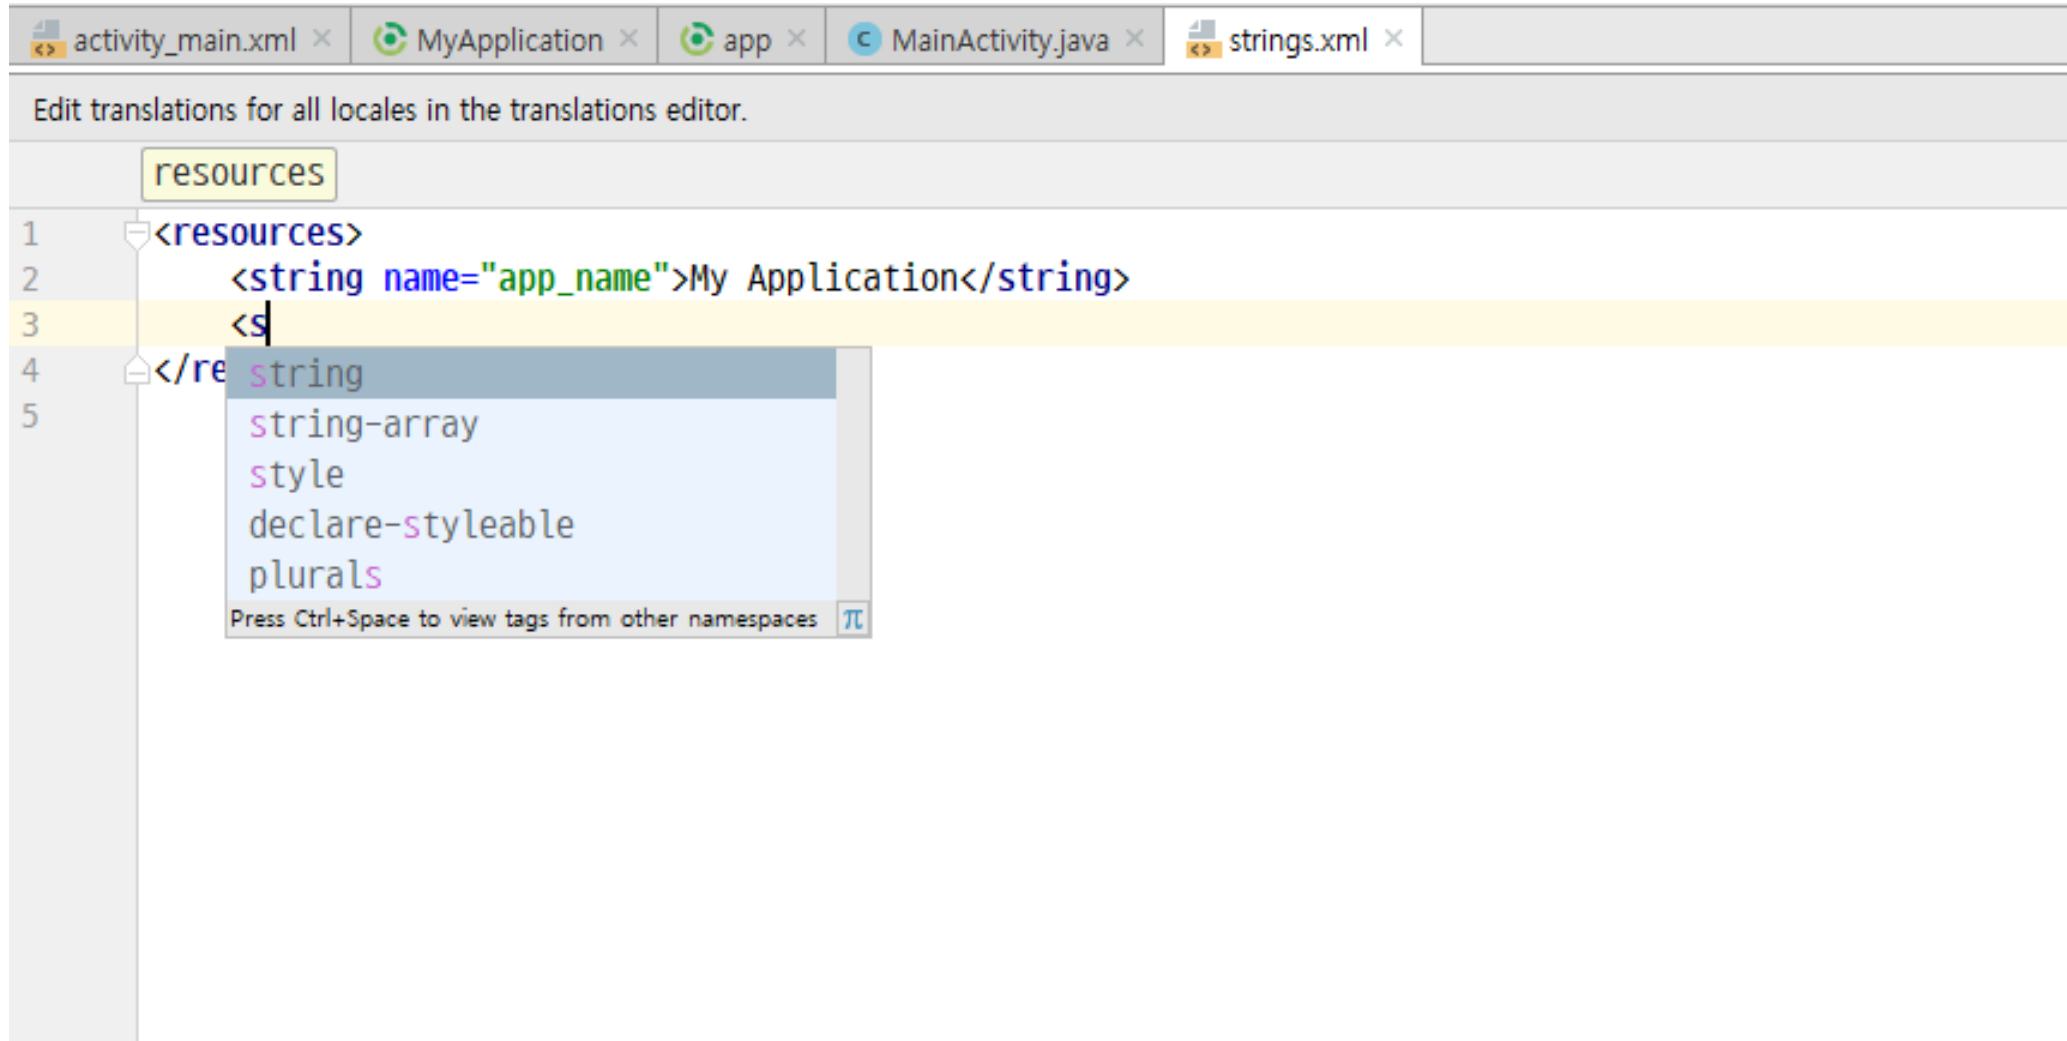 activity_main.xml MyApplication app MainActivity.java strings.xml
Edit translations for all locales in the translations editor.
resources
1 <resources>
2 <string name="app_name">My Application</string>
3 <s
4 </re
string
5
string-array
style
declare-styleable
plurals
Press Ctrl+Space to view tags from other namespaces π